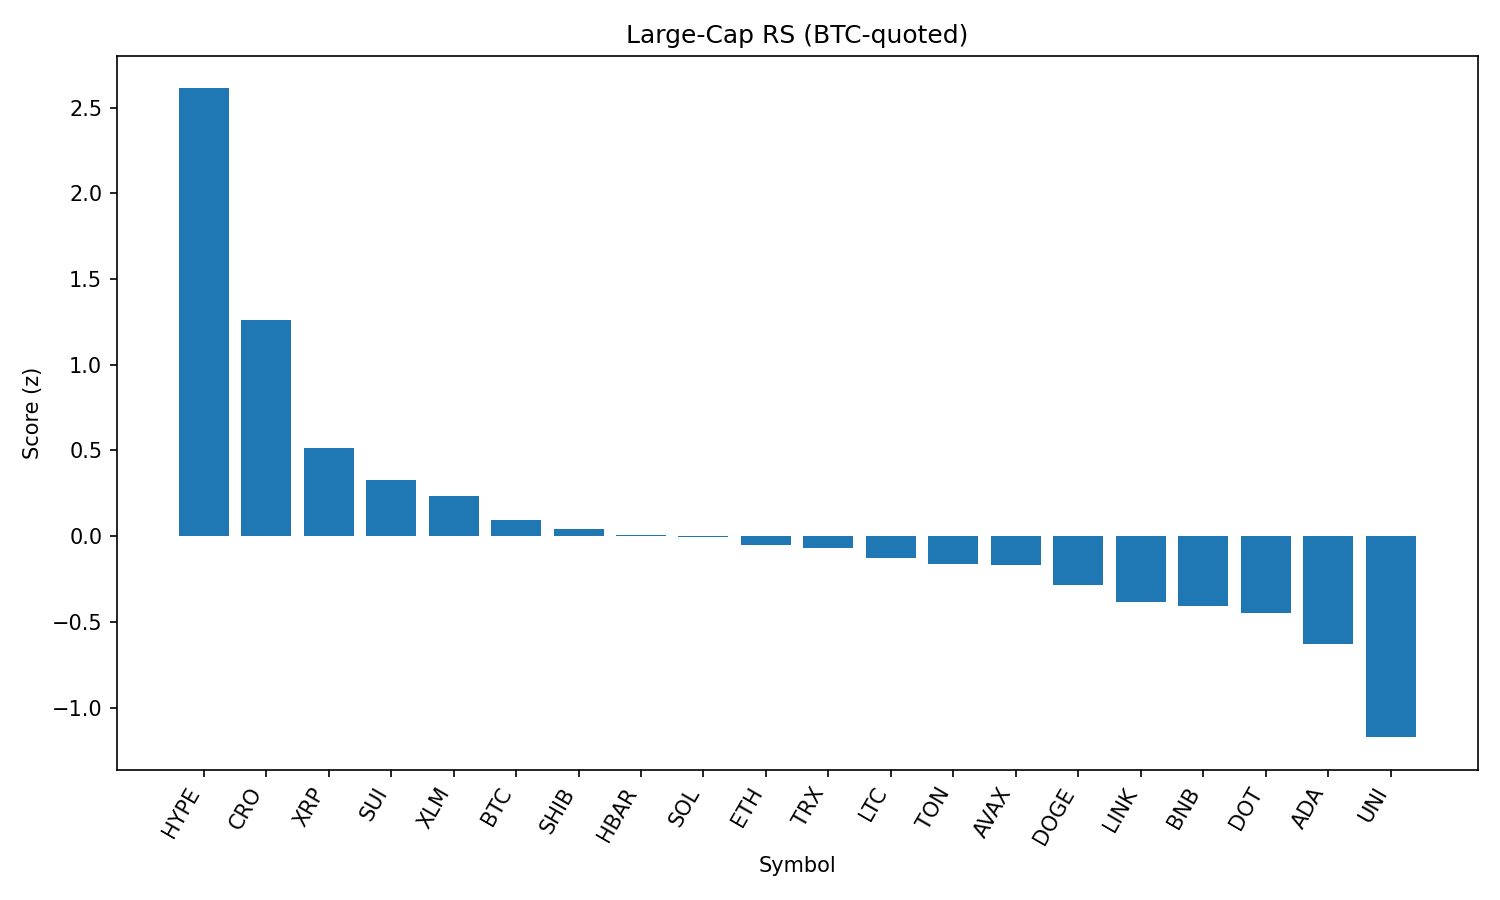 Large-Cap RS (BTC-quoted)
Score (z)
2.5
2.0
1.5
1.0
0.5
0.0
−0.5
−1.0
HYPE
CRO
XRP
SUI
XLM
BTC
SHIB
HBAR
SOL
ETH
TRX
LTC
TON
AVAX
DOGE
LINK
BNB
DOT
ADA
UNI
Symbol